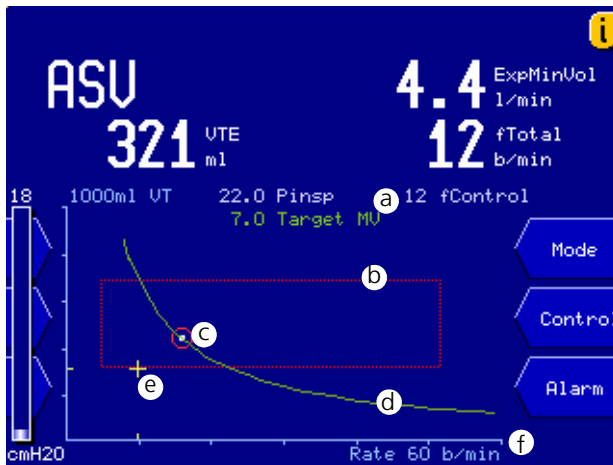 i
ASV 4.4 ExpMinVol l/min
321 VTE ml 12 fTotal b/min
18 1000ml VT 22.0 Pinsp a 12 fControl
7.0 Target MV
b
Mode
c
Control
e
d
Alarm
f
cmH2O Rate 60 b/min